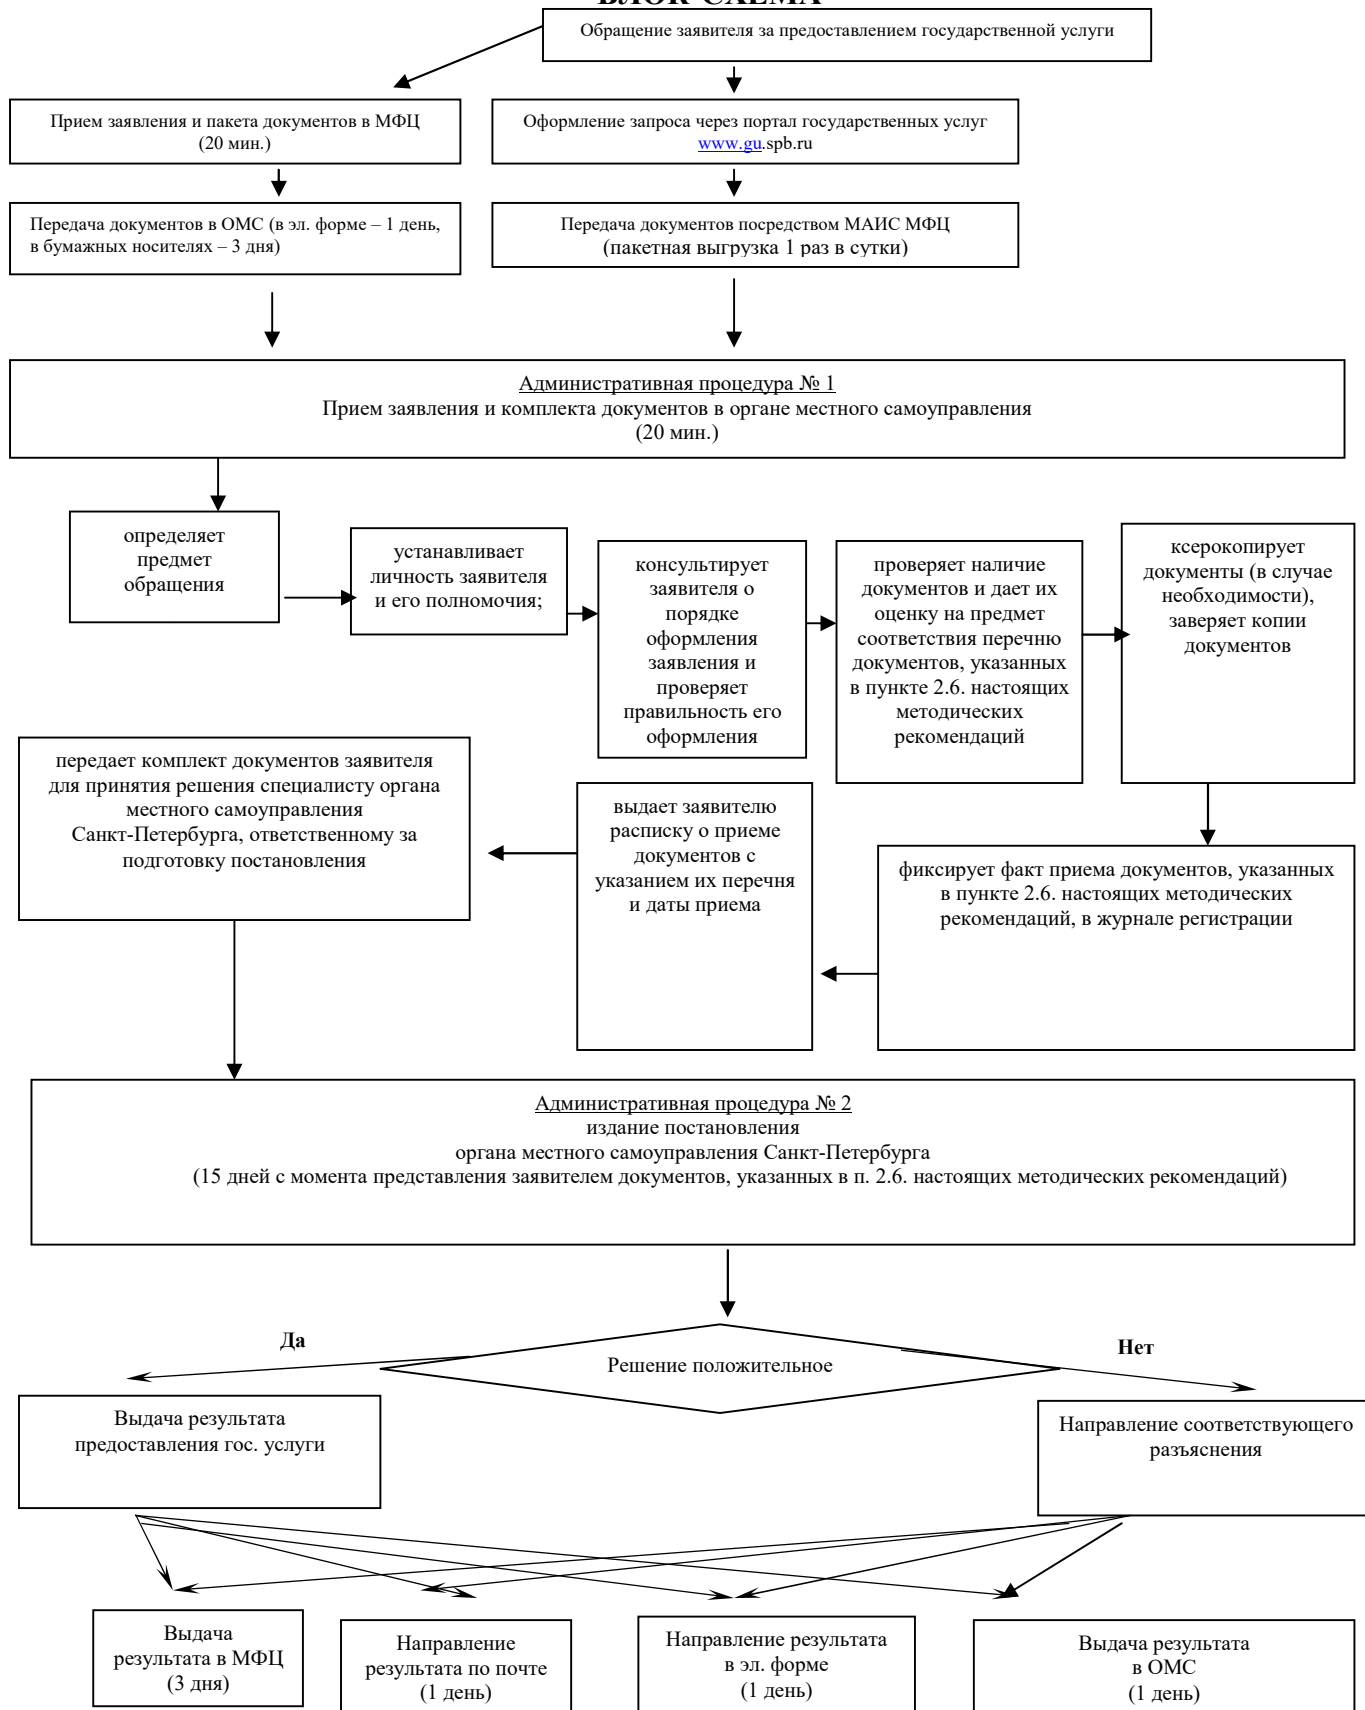 БЛОК-СХЕМА
Обращение заявителя за предоставлением государственной услуги
Прием заявления и пакета документов в МФЦ
(20 мин.)
Оформление запроса через портал государственных услуг
www.gu.spb.ru
Передача документов в ОМС (в эл. форме – 1 день,
в бумажных носителях – 3 дня)
Передача документов посредством МАИС МФЦ
(пакетная выгрузка 1 раз в сутки)
Административная процедура № 1
Прием заявления и комплекта документов в органе местного самоуправления
(20 мин.)
определяет
предмет
обращения
устанавливает
личность заявителя
и его полномочия;
консультирует
заявителя о
порядке
оформления
заявления и
проверяет
правильность его
оформления
проверяет наличие
документов и дает их
оценку на предмет
соответствия перечню
документов, указанных
в пункте 2.6. настоящих
методических
рекомендаций
ксерокопирует
документы (в случае
необходимости),
заверяет копии
документов
передает комплект документов заявителя
для принятия решения специалисту органа
местного самоуправления
Санкт-Петербурга, ответственному за
подготовку постановления
выдает заявителю
расписку о приеме
документов с
указанием их перечня
и даты приема
фиксирует факт приема документов, указанных
в пункте 2.6. настоящих методических
рекомендаций, в журнале регистрации
Административная процедура № 2
издание постановления
органа местного самоуправления Санкт-Петербурга
(15 дней с момента представления заявителем документов, указанных в п. 2.6. настоящих методических рекомендаций)
Да
Решение положительное
Нет
Выдача результата
предоставления гос. услуги
Направление соответствующего
разъяснения
Выдача
результата в МФЦ
(3 дня)
Направление
результата по почте
(1 день)
Направление результата
в эл. форме
(1 день)
Выдача результата
в ОМС
(1 день)